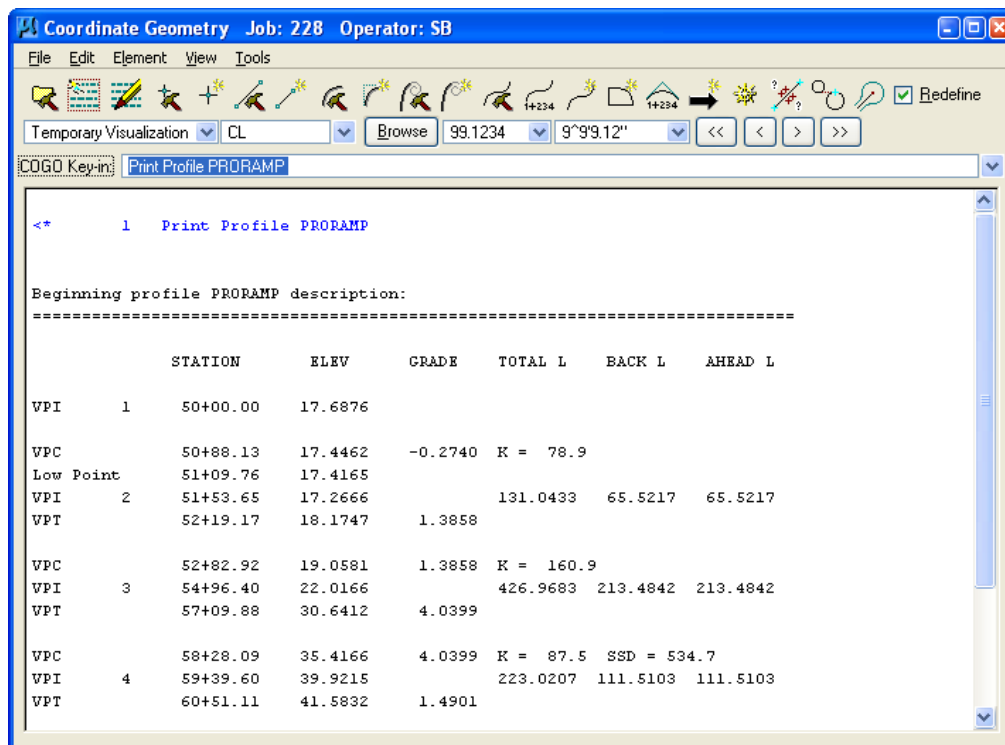 Coordinate Geometry Job: 228 Operator: SB
File Edit Element View Tools
1+234 1+234 Redefine
Temporary Visualization CL Browse 99.1234 9^9'9.12" << < > >>
COGO Key-in: Print Profile PRORAMP
<* 1 Print Profile PRORAMP
Beginning profile PRORAMP description:
==============================================================================
STATION ELEV GRADE TOTAL L BACK L AHEAD L
VPI 1 50+00.00 17.6876
VPC 50+88.13 17.4462 -0.2740 K = 78.9
Low Point 51+09.76 17.4165
VPI 2 51+53.65 17.2666 131.0433 65.5217 65.5217
VPT 52+19.17 18.1747 1.3858
VPC 52+82.92 19.0581 1.3858 K = 160.9
VPI 3 54+96.40 22.0166 426.9683 213.4842 213.4842
VPT 57+09.88 30.6412 4.0399
VPC 58+28.09 35.4166 4.0399 K = 87.5 SSD = 534.7
VPI 4 59+39.60 39.9215 223.0207 111.5103 111.5103
VPT 60+51.11 41.5832 1.4901